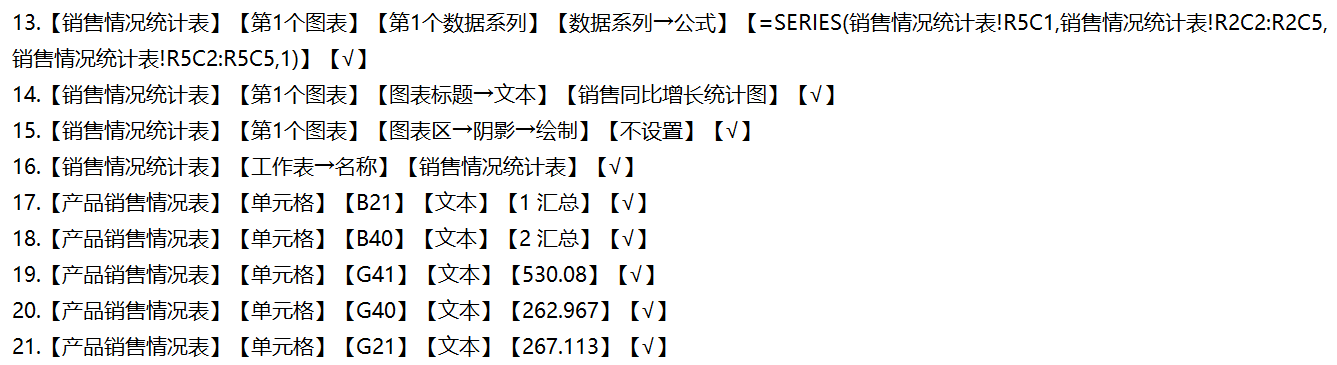 13.【销售情况统计表】【第1个图表】【第1个数据系列】【数据系列→公式】【=SERIES(销售情况统计表!R5C1,销售情况统计表!R2C2:R2C5,
销售情况统计表!R5C2:R5C5,1)】【√】
14.【销售情况统计表】【第1个图表】【图表标题→文本】【销售同比增长统计图】【√】
15.【销售情况统计表】【第1个图表】【图表区→阴影→绘制】【不设置】【√】
16.【销售情况统计表】【工作表→名称】【销售情况统计表】【√】
17.【产品销售情况表】【单元格】【B21】【文本】【1 汇总】【√】
18.【产品销售情况表】【单元格】【B40】【文本】【2 汇总】【√】
19.【产品销售情况表】【单元格】【G41】【文本】【530.08】【√】
20.【产品销售情况表】【单元格】【G40】【文本】【262.967】【√】
21.【产品销售情况表】【单元格】【G21】【文本】【267.113】【√】